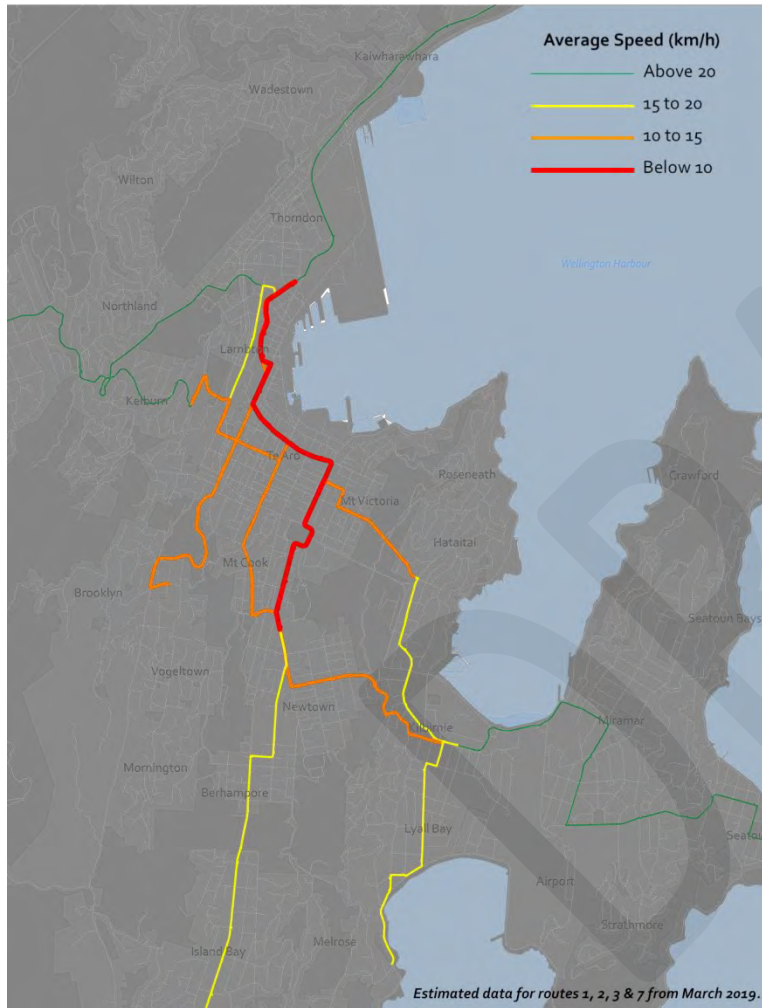 Average Speed (km/h)
Above 20
15 to 20
10 to 15
Below 10
Kaiwharawhara
Wadestown
Wilton
Thorndon
Wellington Harbour
Northland
Lambton
Kelburn
Te Aro
Roseneath
Crawford
Mt Victoria
Hataitai
Mt Cook
Brooklyn
Seatoun Bays
Vogeltown
Newtown
Miramar
Kilbirnie
Mornington
Berhampore
Lyall Bay
Seatou
Airport
Strathmore
Melrose
Island Bay
Estimated data for routes 1, 2, 3 & 7 from March 2019.